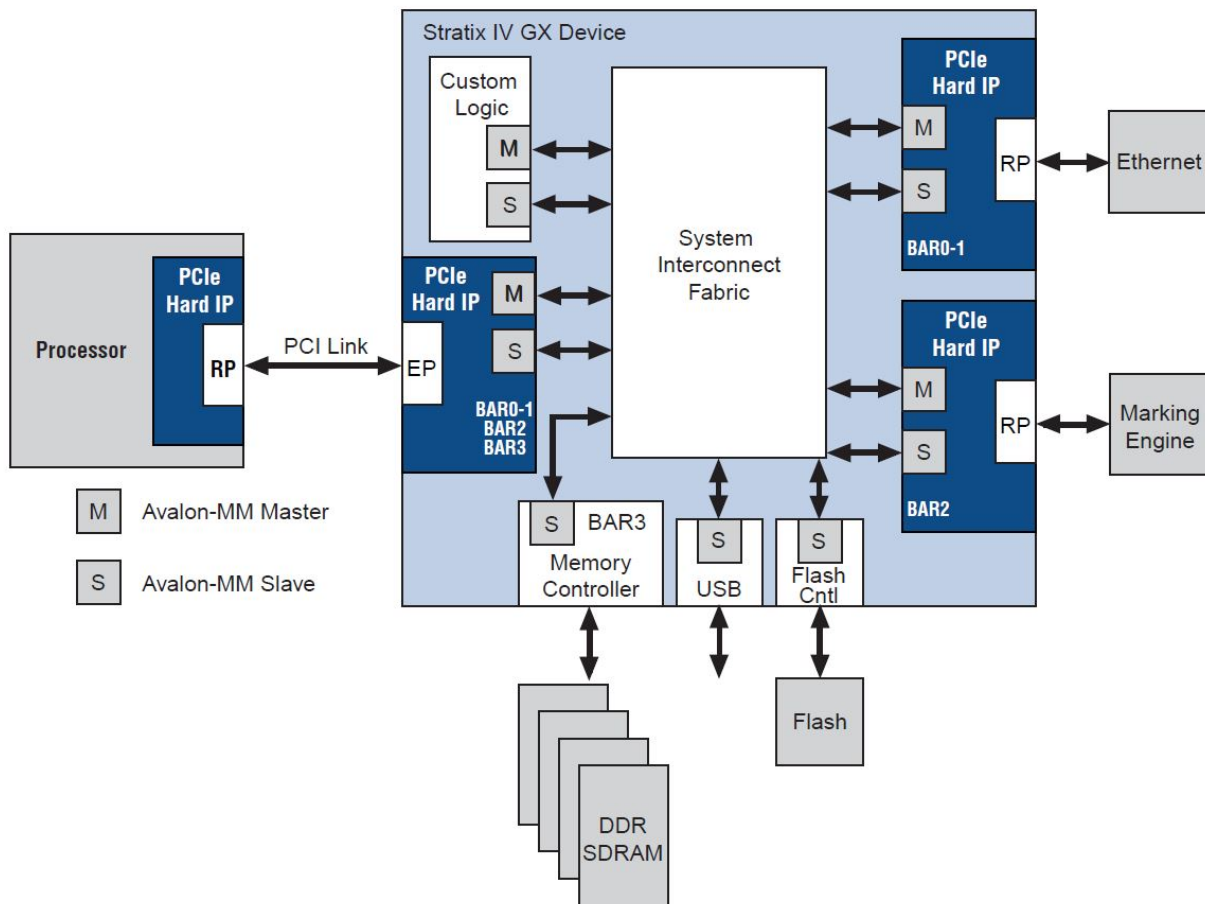 Stratix IV GX Device
Custom
Logic
M
S
System
Interconnect
Fabric
PCIe
Hard IP
M
S
RP
BAR0-1
Ethernet
Processor
PCIe
Hard IP
RP
PCI Link
PCIe
Hard IP
EP
M
S
BAR0-1
BAR2
BAR3
PCIe
Hard IP
M
S
RP
BAR2
Marking
Engine
M
Avalon-MM Master
S
Avalon-MM Slave
S
BAR3
Memory
Controller
S
USB
S
Flash
Cntl
Flash
DDR
SDRAM